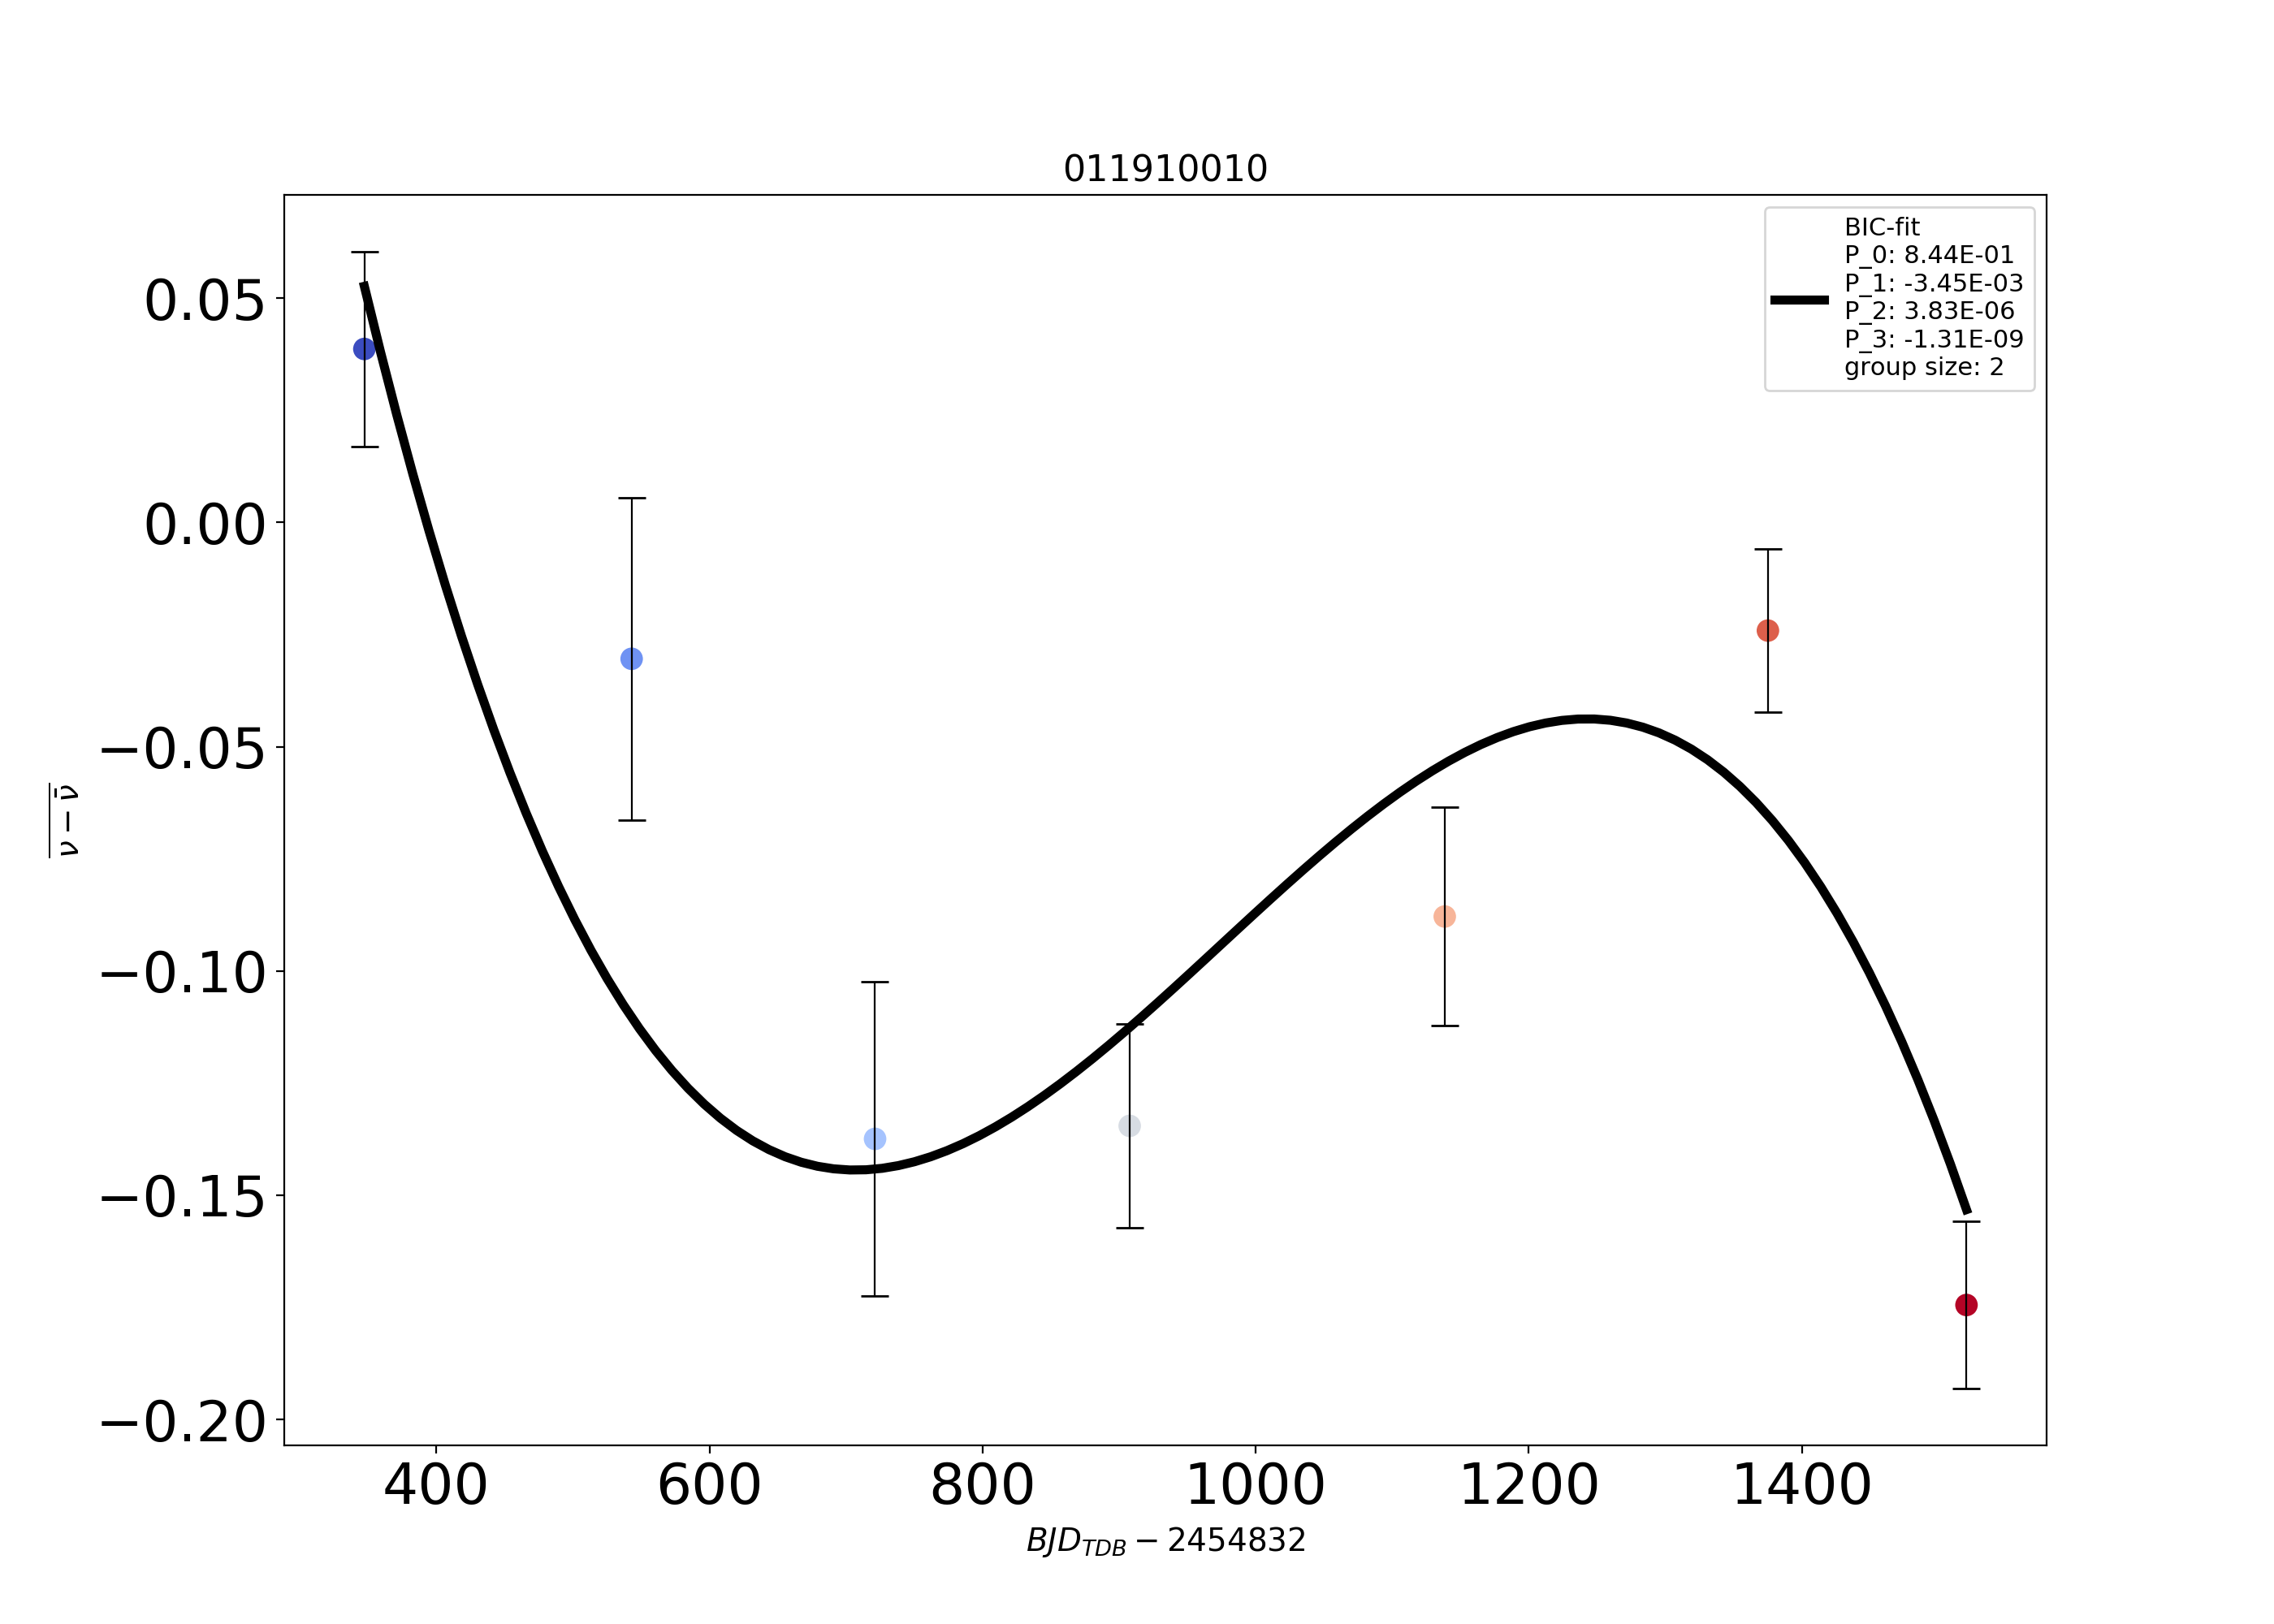 011910010
BIC-fit
P_0: 8.44E-01
P_1: -3.45E-03
P_2: 3.83E-06
P_3: -1.31E-09
group size: 2
0.05
0.00
−0.05
−0.10
−0.15
−0.20
ν − ν̄
400 600 800 1000 1200 1400
BJD_TDB − 2454832